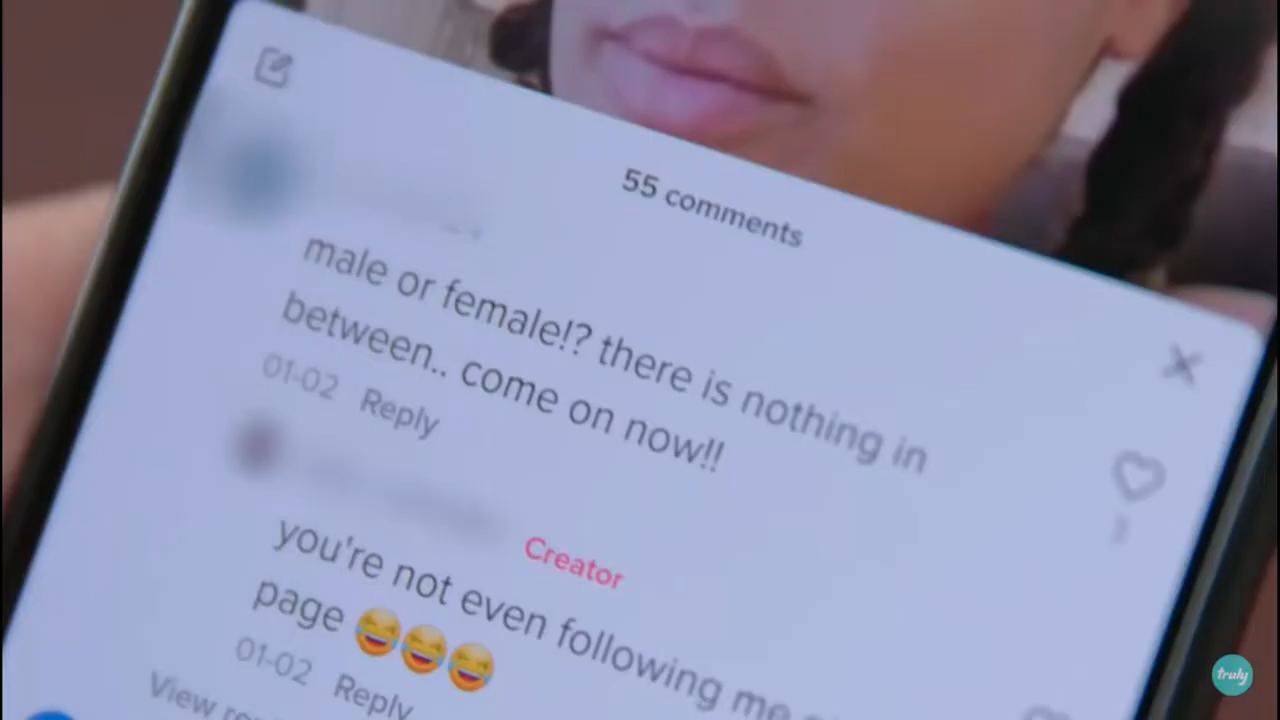 55 comments
male or female!? there is nothing in
between.. come on now!!
01-02 Reply
Creator
you're not even following me
page 😂😂😂
01-02 Reply
View
truly